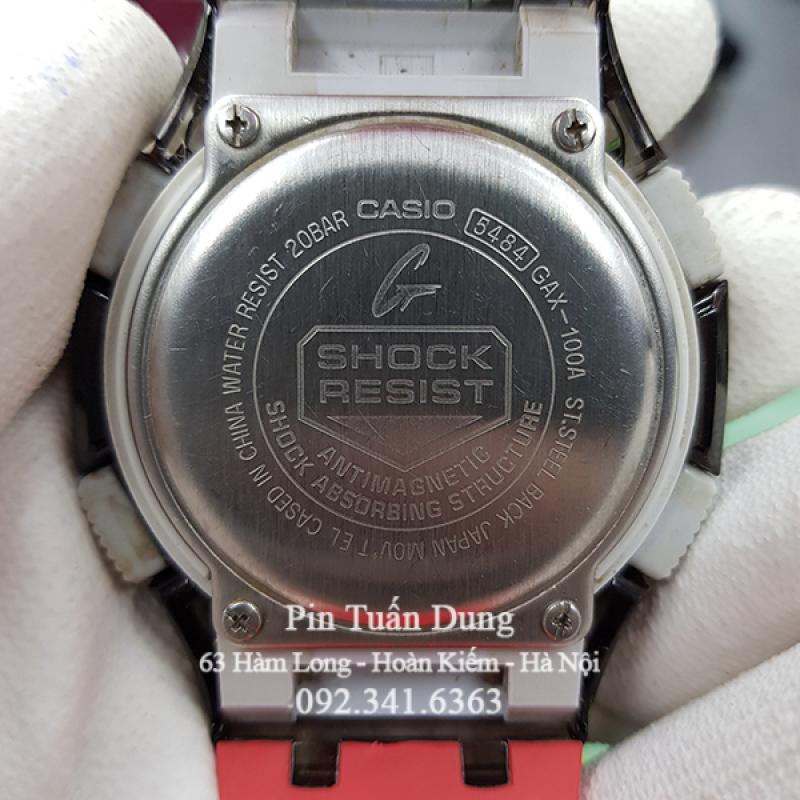 CASIO
5484 GAX-100A ST.STEEL BACK JAPAN MOV'T EL CASED IN CHINA WATER RESIST 20BAR
G
SHOCK
RESIST
ANTIMAGNETIC
SHOCK ABSORBING STRUCTURE
Pin Tuấn Dung
63 Hàm Long - Hoàn Kiếm - Hà Nội
092.341.6363